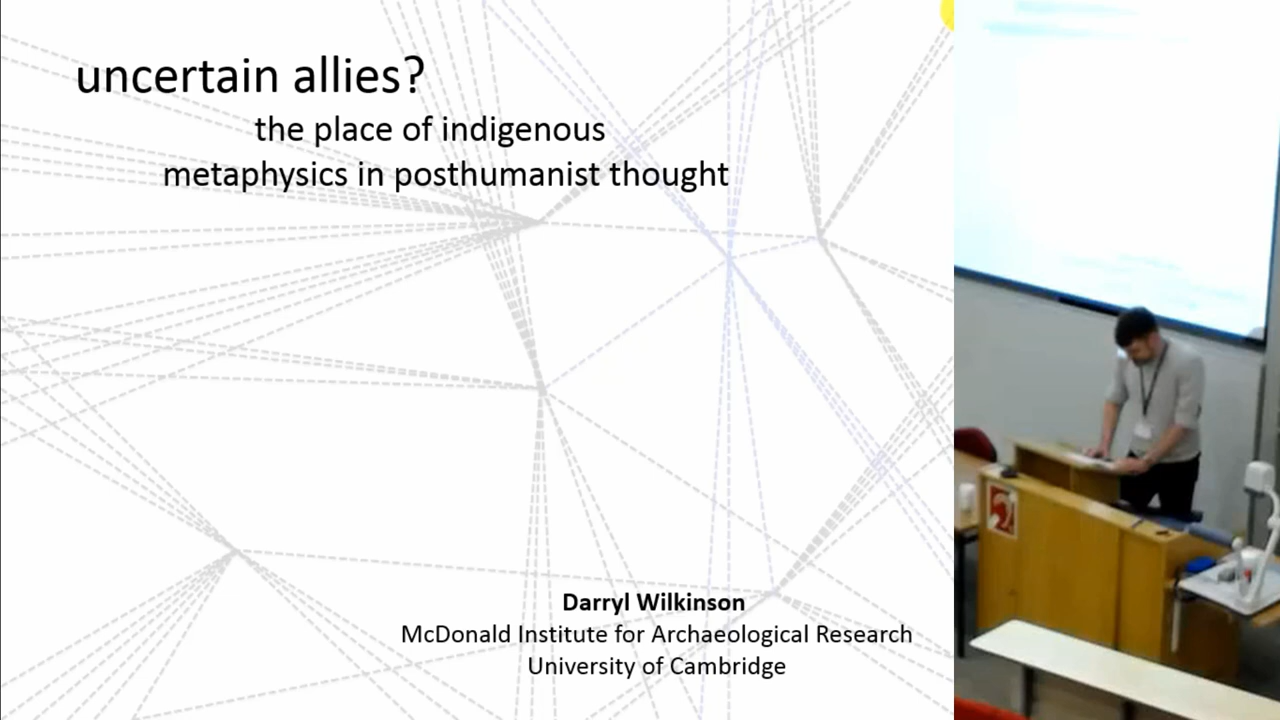 uncertain allies?
the place of indigenous
metaphysics in posthumanist thought
Darryl Wilkinson
McDonald Institute for Archaeological Research
University of Cambridge